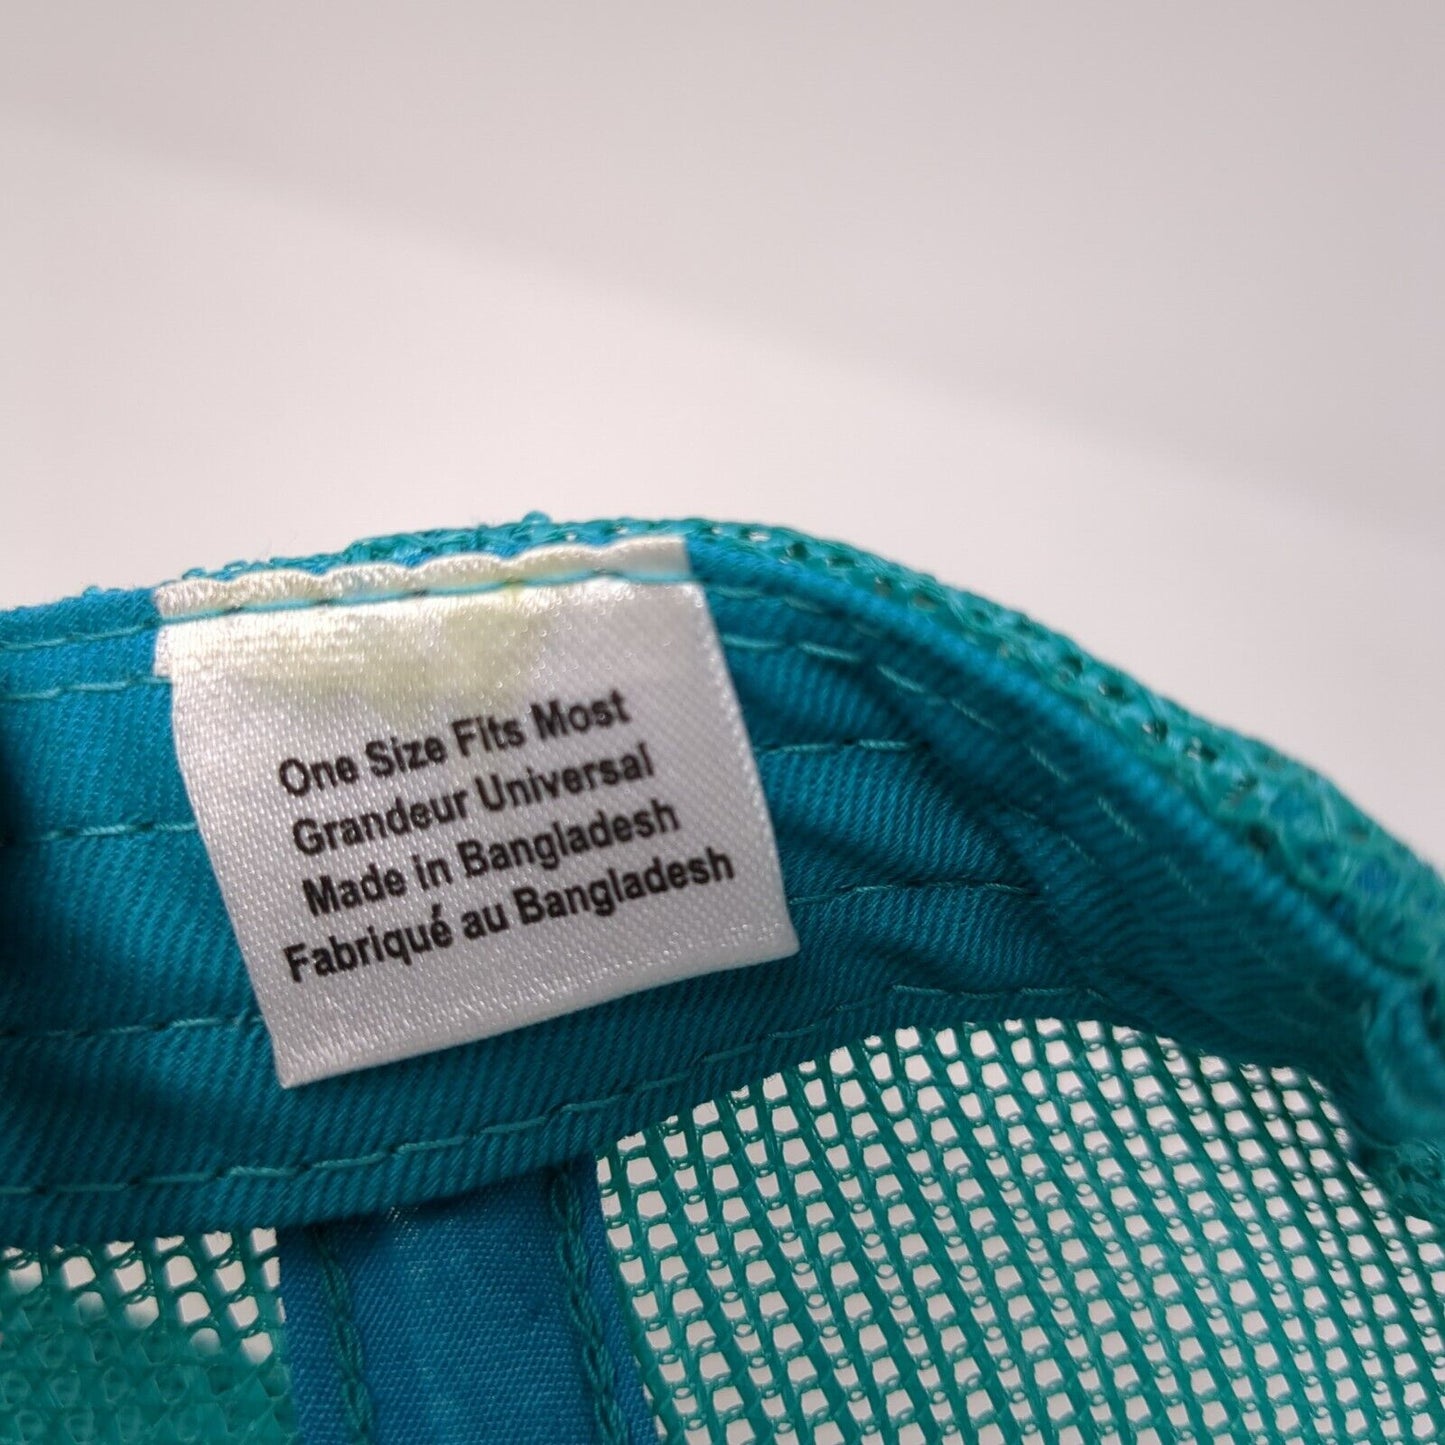 One Size Fits Most
Grandeur Universal
Made in Bangladesh
Fabriqué au Bangladesh